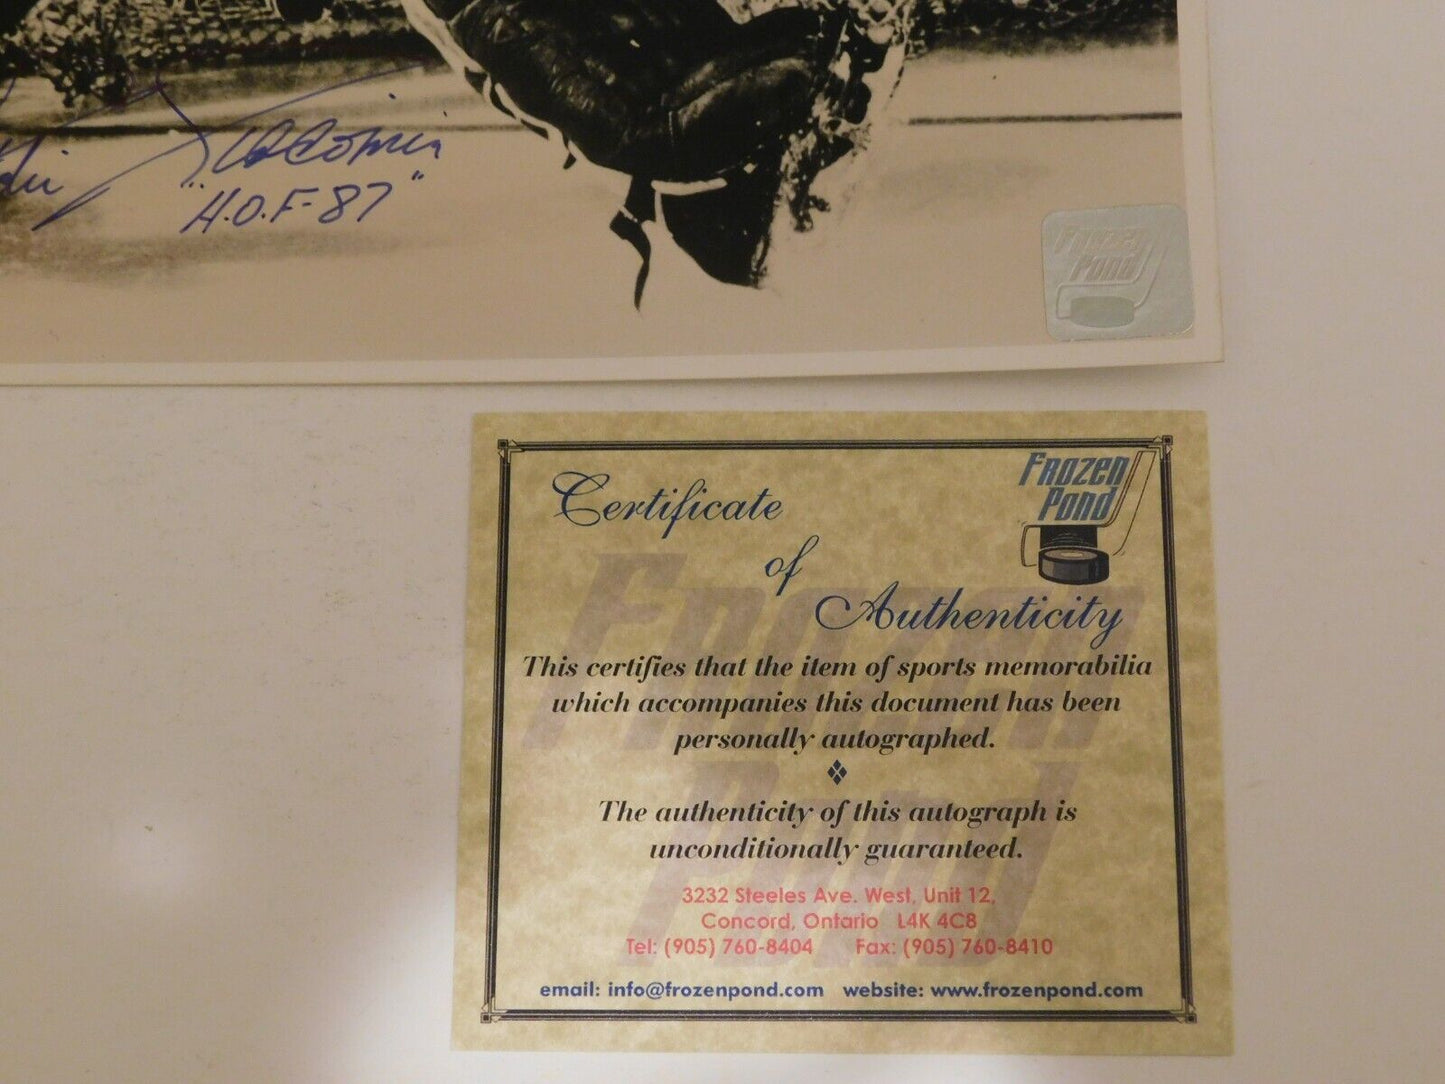 Giacomin
"H.O.F-87"
Frozen
Pond
Frozen
Pond
Certificate
of
Authenticity
Frozen
Pond
This certifies that the item of sports memorabilia
which accompanies this document has been
personally autographed.
The authenticity of this autograph is
unconditionally guaranteed.
3232 Steeles Ave. West, Unit 12,
Concord, Ontario L4K 4C8
Tel: (905) 760-8404 Fax: (905) 760-8410
email: info@frozenpond.com website: www.frozenpond.com